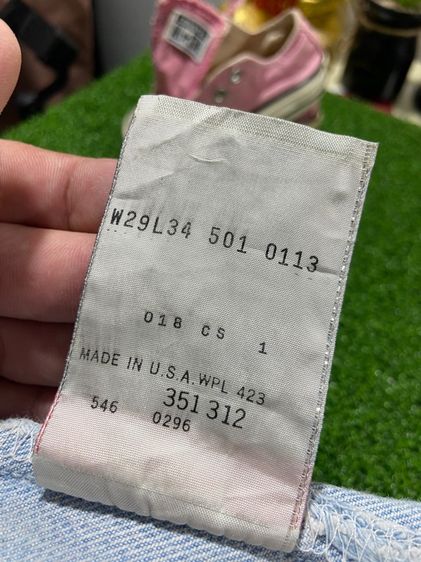 W29L34 501 0113
018 CS 1
MADE IN U.S.A. WPL 423
351 312
546 0296